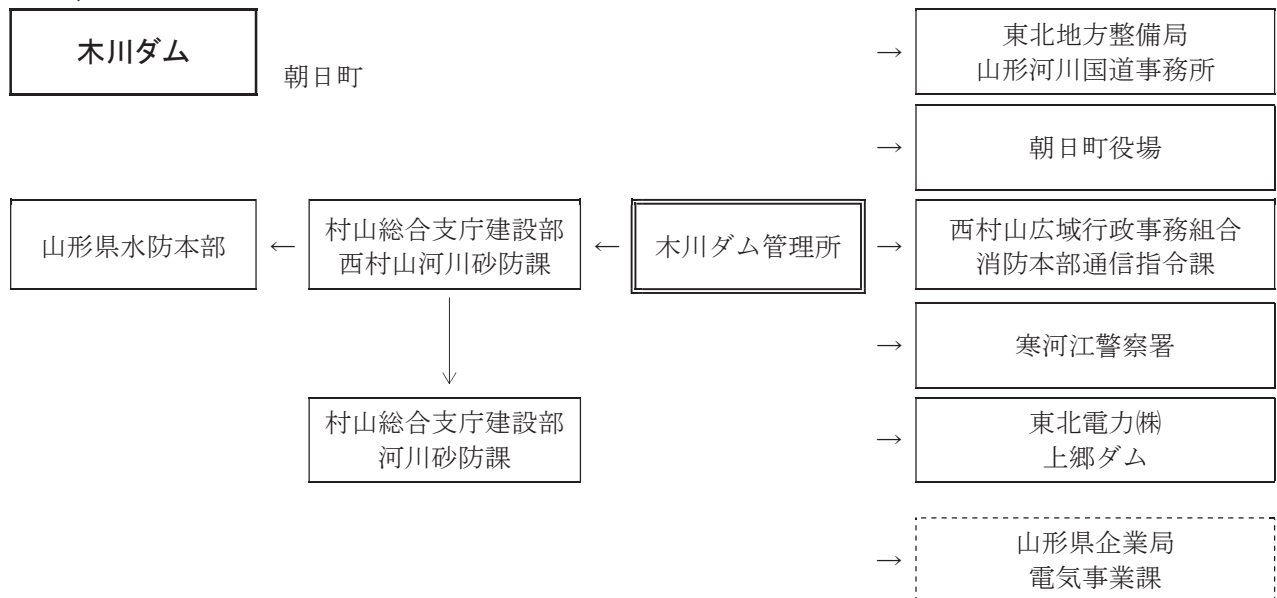 木川ダム
朝日町
→
東北地方整備局
山形河川国道事務所
→
朝日町役場
山形県水防本部
←
村山総合支庁建設部
西村山河川砂防課
←
木川ダム管理所
→
西村山広域行政事務組合
消防本部通信指令課
→
寒河江警察署
村山総合支庁建設部
河川砂防課
→
東北電力㈱
上郷ダム
→
山形県企業局
電気事業課